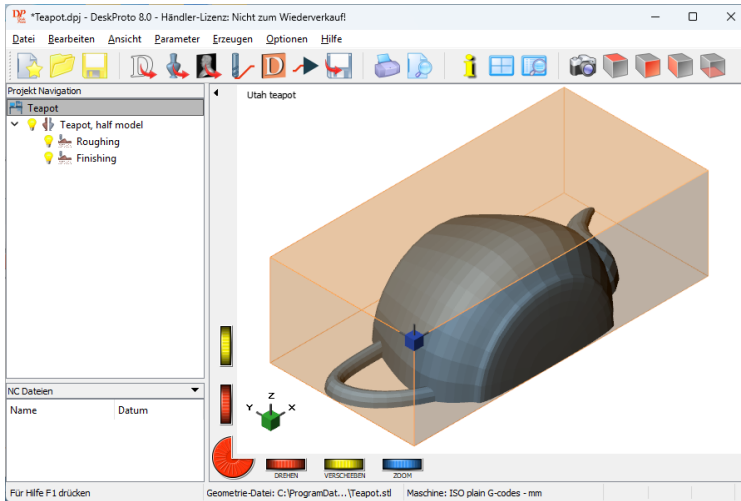 *Teapot.dpj - DeskProto 8.0 - Händler-Lizenz: Nicht zum Wiederverkauf!
Datei Bearbeiten Ansicht Parameter Erzeugen Optionen Hilfe
Projekt Navigation
Teapot
Teapot, half model
Roughing
Finishing
Utah teapot
Z
Y X
NC Dateien
Name Datum
DREHEN VERSCHIEBEN ZOOM
Für Hilfe F1 drücken Geometrie-Datei: C:\ProgramDat...\Teapot.stl Maschine: ISO plain G-codes - mm